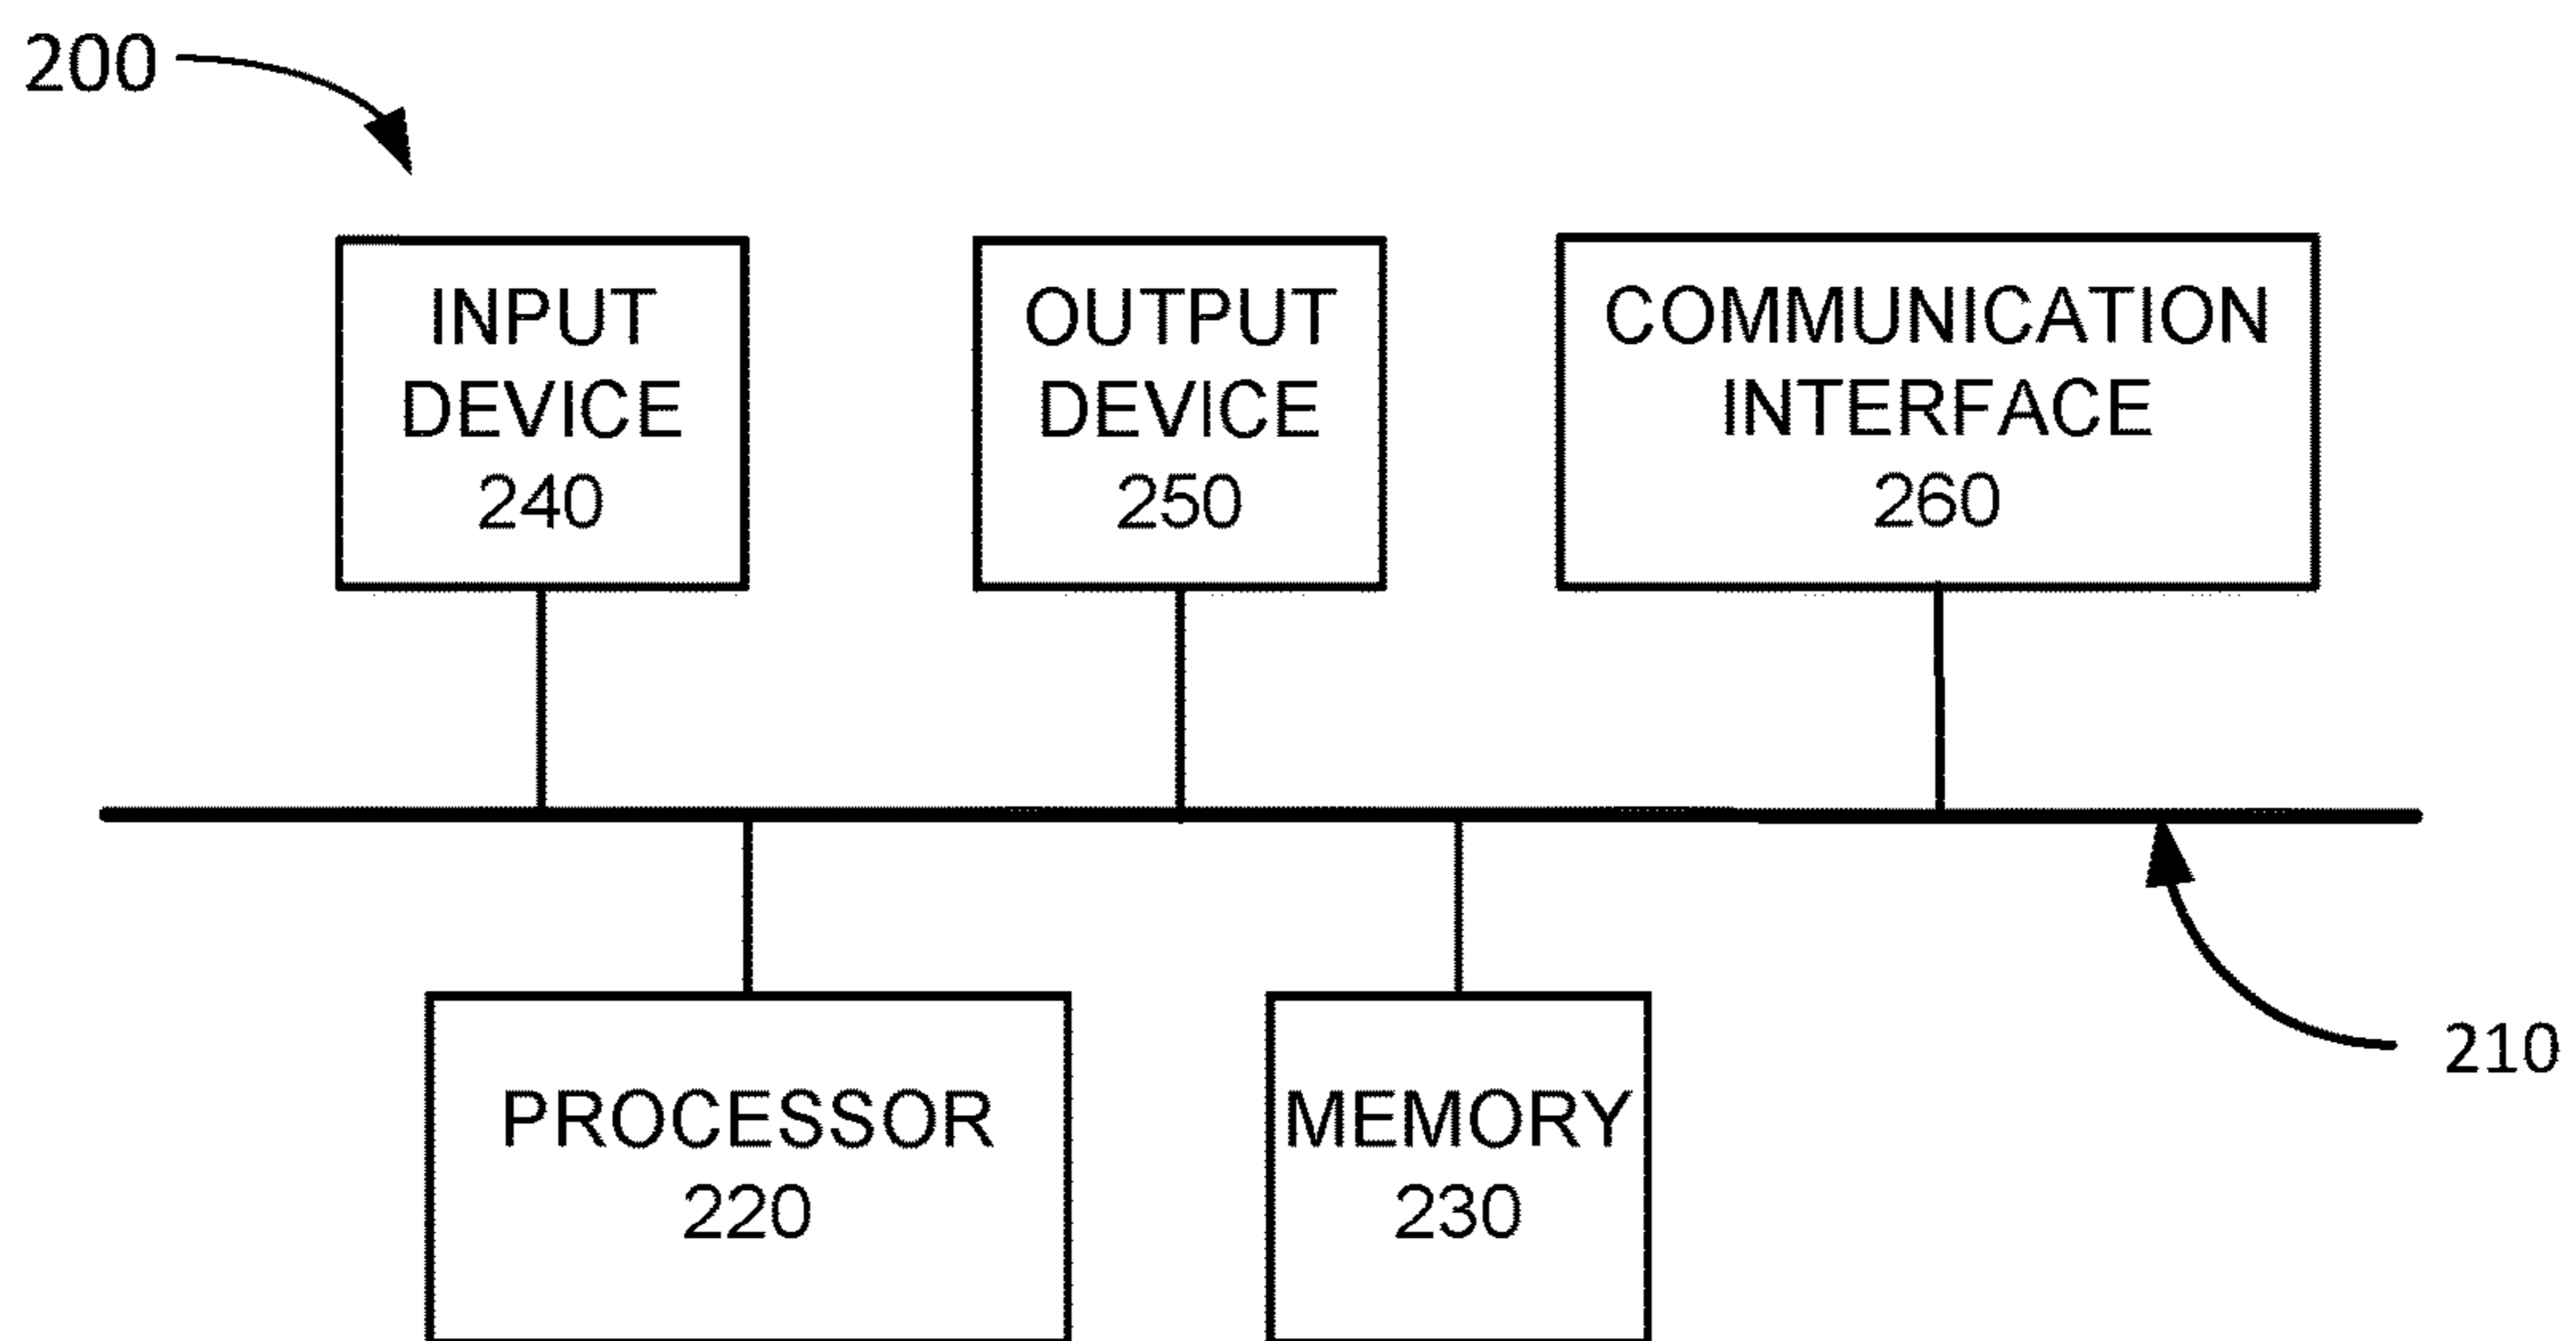 200
INPUT
DEVICE
240
OUTPUT
DEVICE
250
COMMUNICATION
INTERFACE
260
PROCESSOR
220
MEMORY
230
210